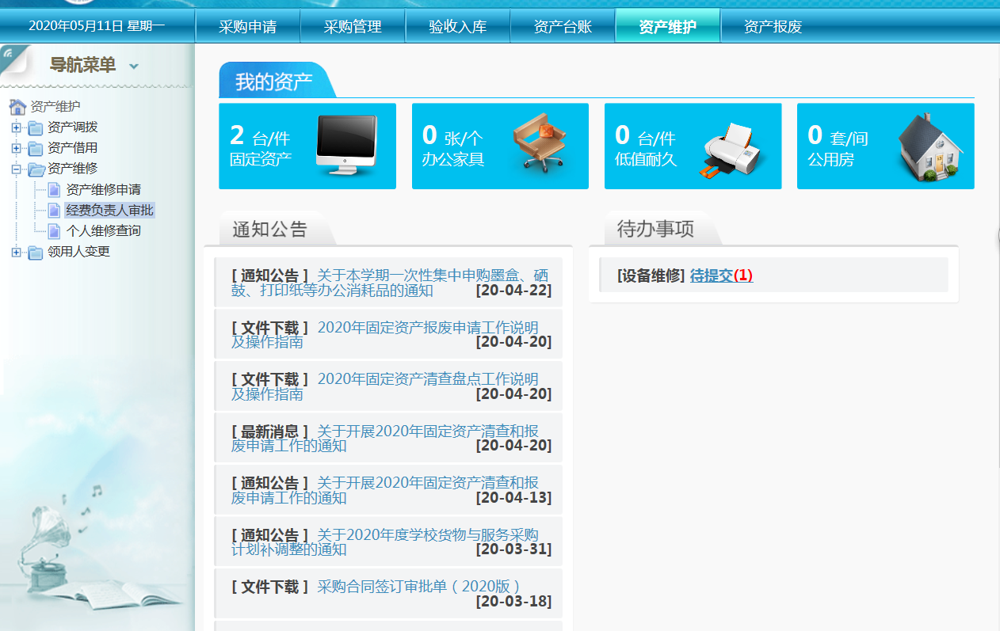 2020年05月11日 星期一
采购申请
采购管理
验收入库
资产台账
资产维护
资产报废
导航菜单
资产维护
资产调拨
资产借用
资产维修
资产维修申请
经费负责人审批
个人维修查询
领用人变更
我的资产
2 台/件
固定资产
0 张/个
办公家具
0 台/件
低值耐久
0 套/间
公用房
通知公告
[ 通知公告 ] 关于本学期一次性集中申购墨盒、硒
鼓、打印纸等办公消耗品的通知 [20-04-22]
[ 文件下载 ] 2020年固定资产报废申请工作说明
及操作指南 [20-04-20]
[ 文件下载 ] 2020年固定资产清查盘点工作说明
及操作指南 [20-04-20]
[ 最新消息 ] 关于开展2020年固定资产清查和报
废申请工作的通知 [20-04-20]
[ 通知公告 ] 关于开展2020年固定资产清查和报
废申请工作的通知 [20-04-13]
[ 通知公告 ] 关于2020年度学校货物与服务采购
计划补调整的通知 [20-03-31]
[ 文件下载 ] 采购合同签订审批单（2020版）
[20-03-18]
待办事项
[设备维修] 待提交(1)